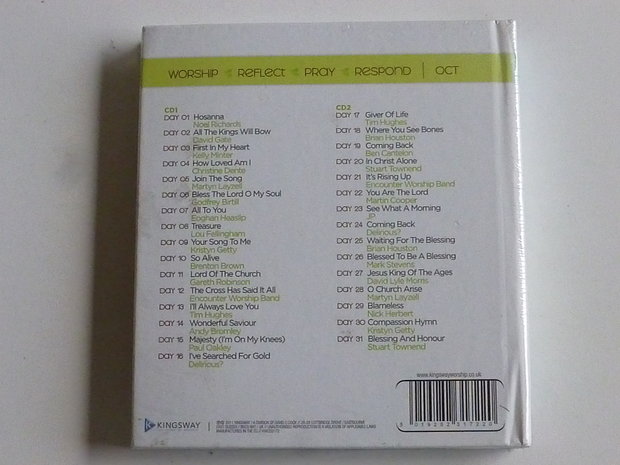 WORSHIP REFLECT PRAY RESPOND | OCT
CD1
DAY 01 Hosanna
Noel Richards
DAY 02 All The Kings Will Bow
David Gate
DAY 03 First In My Heart
Kelly Minter
DAY 04 How Loved Am I
Christine Dente
DAY 05 Join The Song
Martyn Layzell
DAY 06 Bless The Lord O My Soul
Godfrey Birtill
DAY 07 All To You
Eoghan Heaslip
DAY 08 Treasure
Lou Fellingham
DAY 09 Your Song To Me
Kristyn Getty
DAY 10 So Alive
Brenton Brown
DAY 11 Lord Of The Church
Gareth Robinson
DAY 12 The Cross Has Said It All
Encounter Worship Band
DAY 13 I'll Always Love You
Tim Hughes
DAY 14 Wonderful Saviour
Andy Bromley
DAY 15 Majesty (I'm On My Knees)
Paul Oakley
DAY 16 I've Searched For Gold
Delirious?
CD2
DAY 17 Giver Of Life
Tim Hughes
DAY 18 Where You See Bones
Brian Houston
DAY 19 Coming Back
Ben Cantelon
DAY 20 In Christ Alone
Stuart Townend
DAY 21 It's Rising Up
Encounter Worship Band
DAY 22 You Are The Lord
Martin Cooper
DAY 23 See What A Morning
JP
DAY 24 Coming Back
Delirious?
DAY 25 Waiting For The Blessing
Brian Houston
DAY 26 Blessed To Be A Blessing
Mark Stevens
DAY 27 Jesus King Of The Ages
David Lyle Morris
DAY 28 O Church Arise
Martyn Layzell
DAY 29 Blameless
Nick Herbert
DAY 30 Compassion Hymn
Kristyn Getty
DAY 31 Blessing And Honour
Stuart Townend
www.kingswayworship.co.uk
KINGSWAY